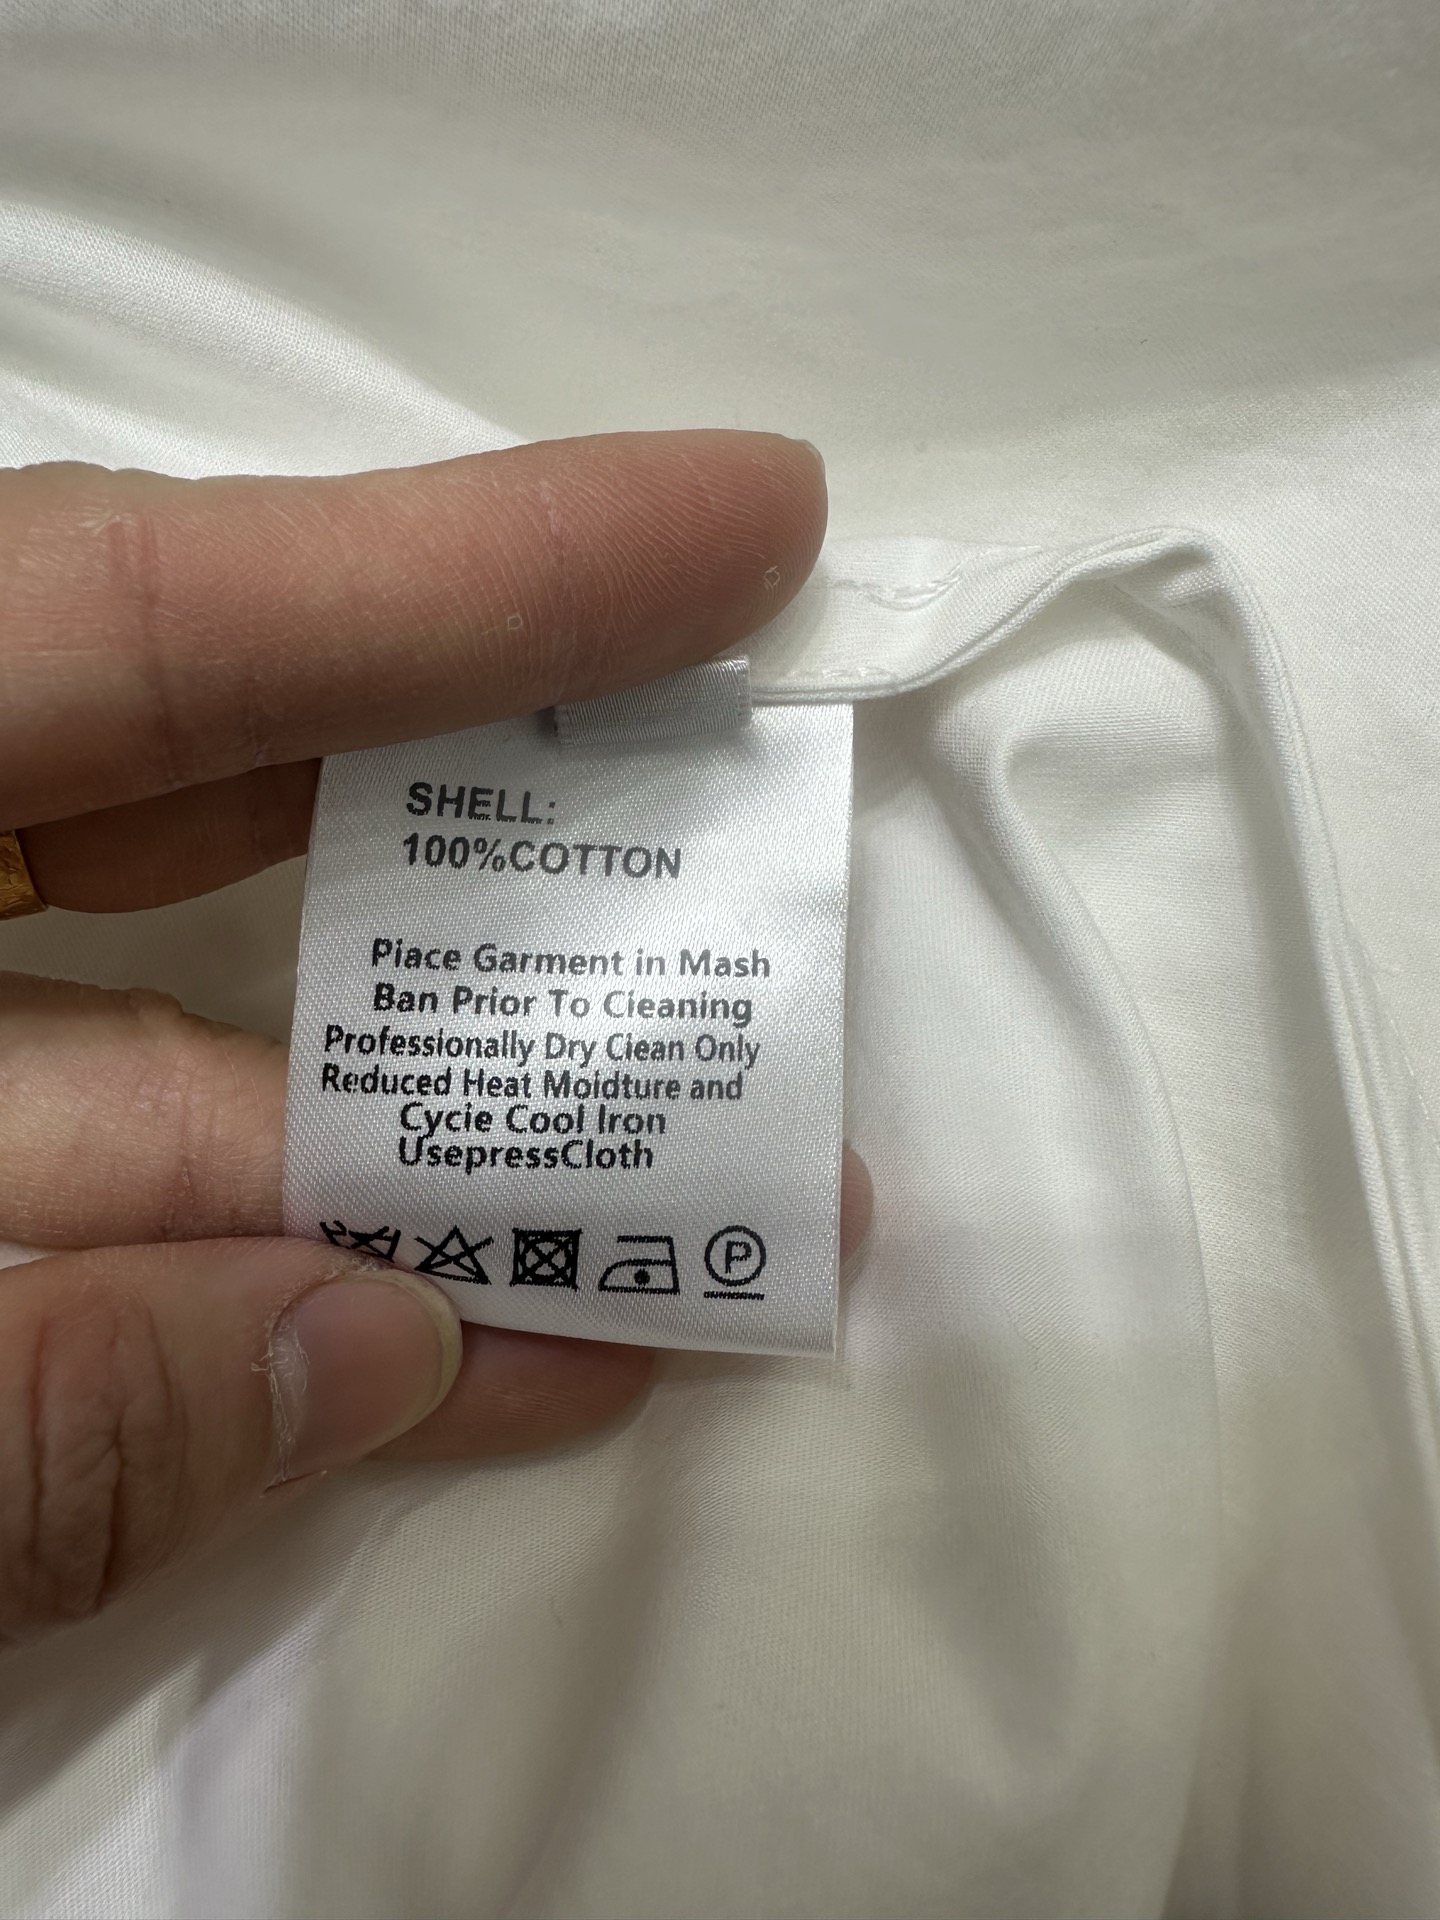 SHELL:
100%COTTON
Piace Garment in Mash
Ban Prior To Cieaning
Professionally Dry Ciean Only
Reduced Heat Moidture and
Cycie Cool Iron
UsepressCloth
P